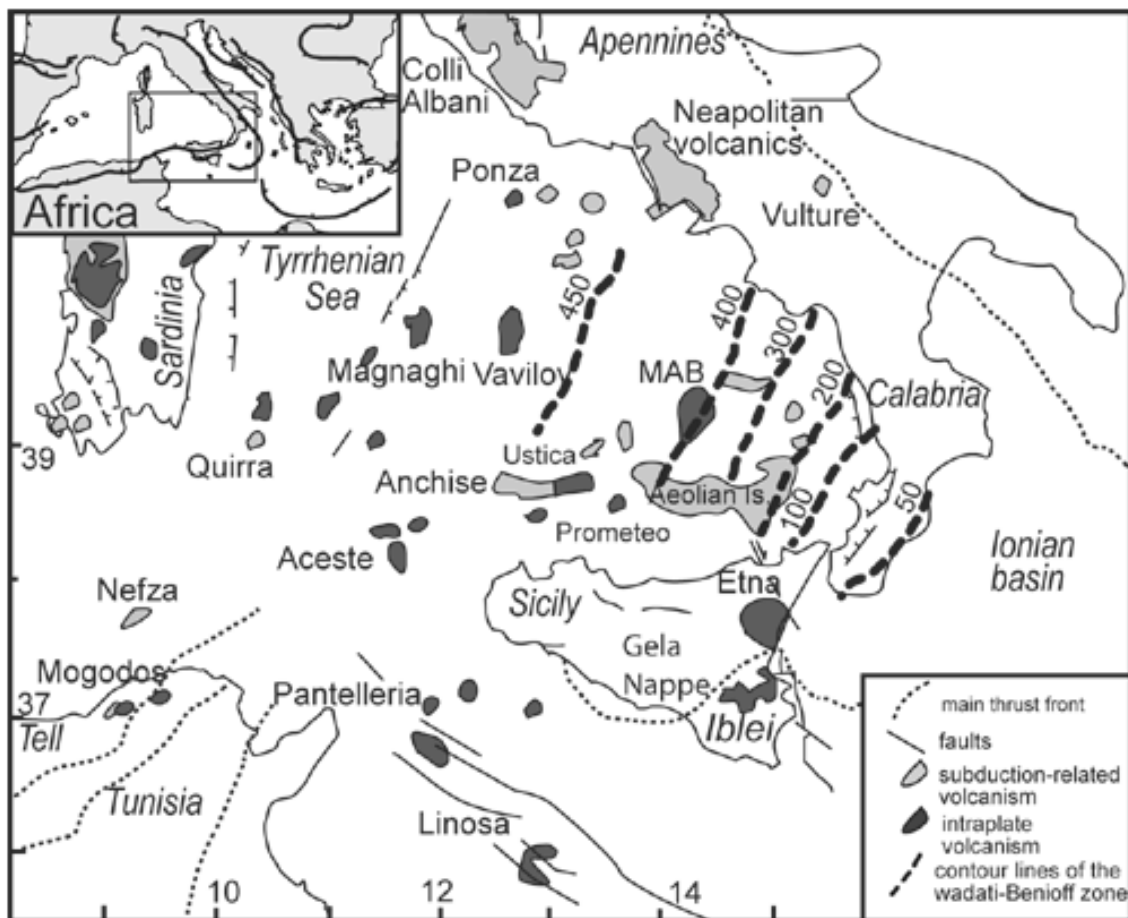 Africa
Apennines
Colli
Albani
Neapolitan
volcanics
Ponza
Vulture
Tyrrhenian
Sea
Sardinia
450
400
300
200
100
50
Magnaghi
Vavilov
MAB
Calabria
39
Quirra
Ustica
Anchise
Aeolian Is.
Prometeo
Aceste
Ionian
basin
Nefza
Sicily
Etna
Gela
Nappe
Mogodos
37
Pantelleria
Iblei
Tell
Tunisia
Linosa
10
12
14
main thrust front
faults
subduction-related
volcanism
intraplate
volcanism
contour lines of the
wadati-Benioff zone